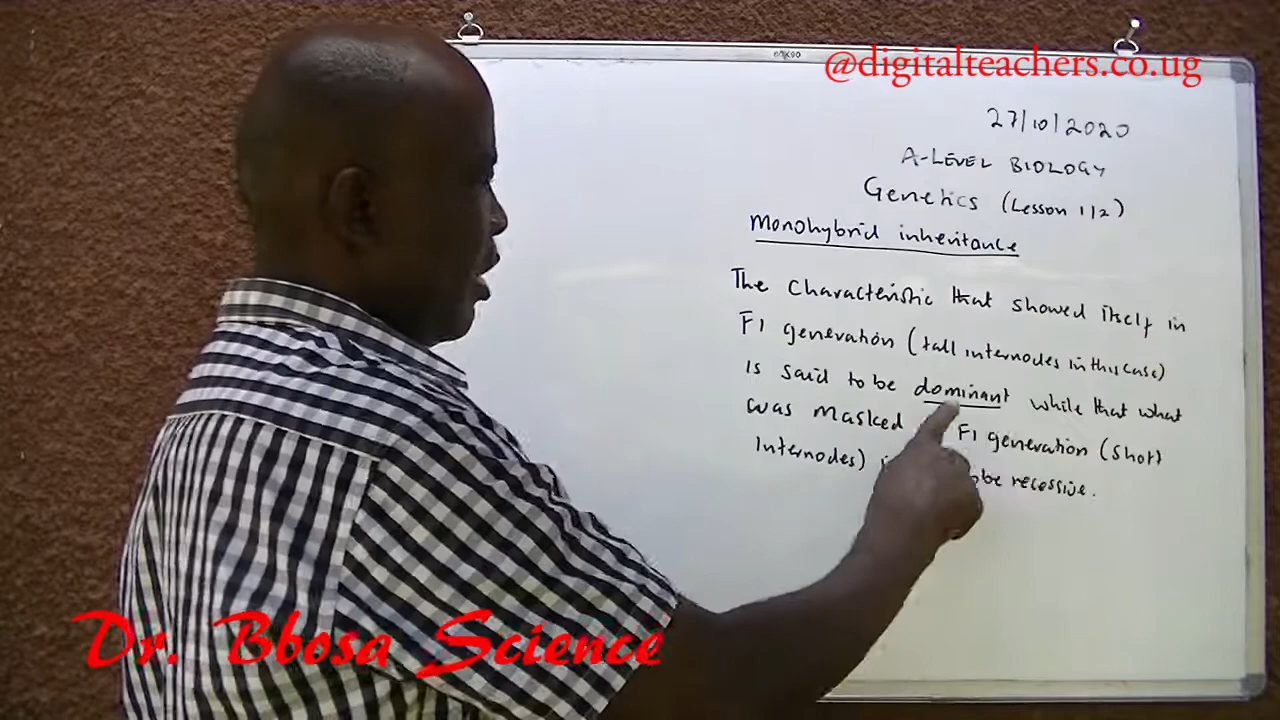 @digitalteachers.co.ug
27/10/2020
A-LEVEL BIOLOGY
Genetics (Lesson 1/2)
Monohybrid inheritance
The characteristic that showed itself in
F1 generation (tall internodes in this case)
is said to be dominant while that what
was masked F1 generation (Short
Internodes) be recessive.
Dr. Bbosa Science